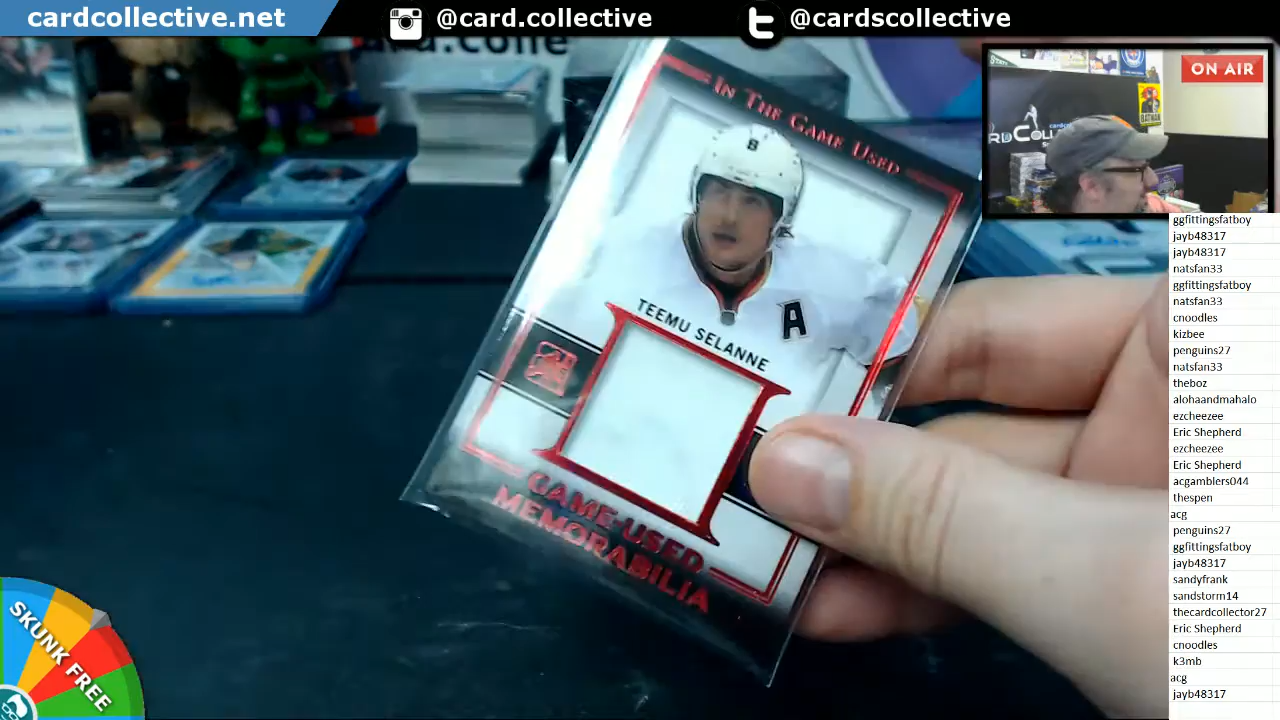 cardcollective.net
@card.collective
@cardscollective
ON AIR
BATMAN
IN THE GAME USED
8
A
TEEMU SELANNE
GAME-USED
MEMORABILIA
SKUNK FREE
ggfittingsfatboy
jayb48317
jayb48317
natsfan33
ggfittingsfatboy
natsfan33
cnoodles
kizbee
penguins27
natsfan33
theboz
alohaandmahalo
ezcheezee
Eric Shepherd
ezcheezee
Eric Shepherd
acgamblers044
thespen
acg
penguins27
ggfittingsfatboy
jayb48317
sandyfrank
sandstorm14
thecardcollector27
Eric Shepherd
cnoodles
k3mb
acg
jayb48317